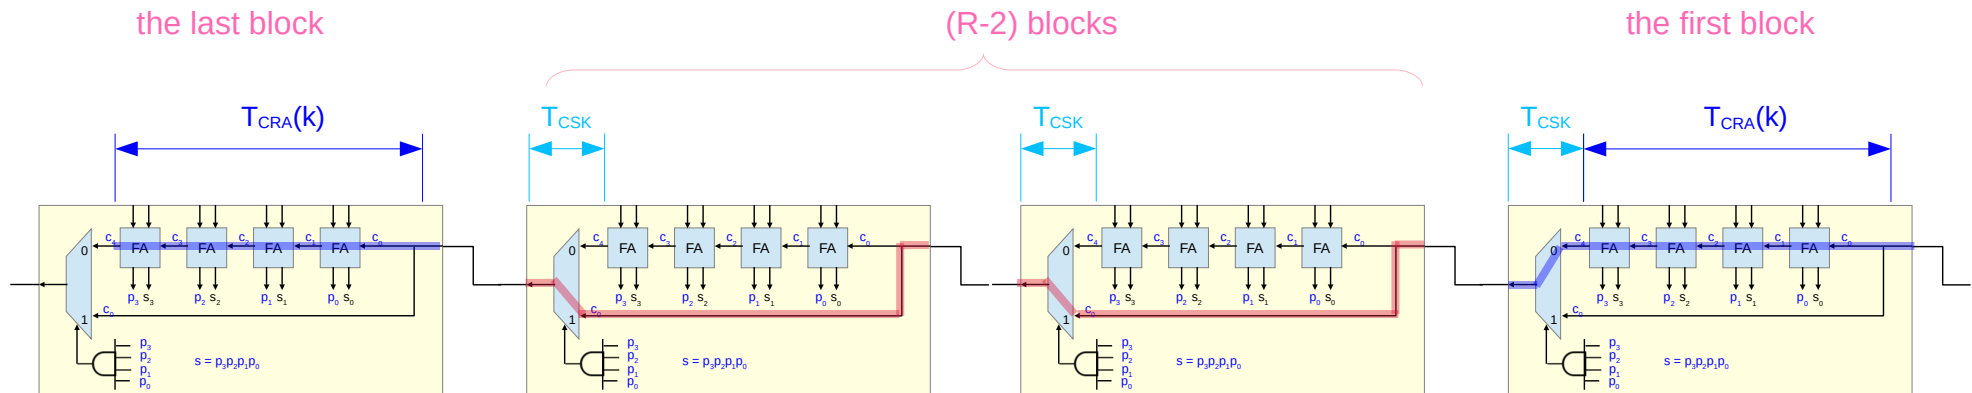 the last block (R-2) blocks the first block
T_CRA(k) T_CSK T_CSK T_CSK T_CRA(k)
0 c₄ FA c₃ FA c₂ FA c₁ FA c₀
p₃ s₃ p₂ s₂ p₁ s₁ p₀ s₀
1 c₀
p₃
p₂
p₁
p₀
s = p₃p₂p₁p₀
0 c₄ FA c₃ FA c₂ FA c₁ FA c₀
p₃ s₃ p₂ s₂ p₁ s₁ p₀ s₀
1 c₀
p₃
p₂
p₁
p₀
s = p₃p₂p₁p₀
0 c₄ FA c₃ FA c₂ FA c₁ FA c₀
p₃ s₃ p₂ s₂ p₁ s₁ p₀ s₀
1 c₀
p₃
p₂
p₁
p₀
s = p₃p₂p₁p₀
0 c₄ FA c₃ FA c₂ FA c₁ FA c₀
p₃ s₃ p₂ s₂ p₁ s₁ p₀ s₀
1 c₀
p₃
p₂
p₁
p₀
s = p₃p₂p₁p₀